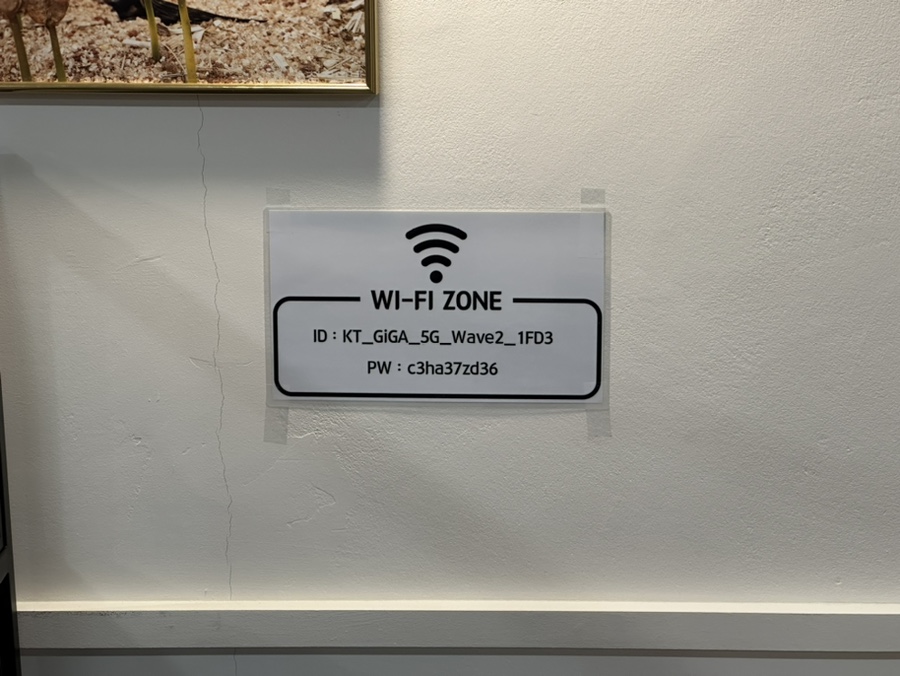 WI-FI ZONE
ID : KT_GiGA_5G_Wave2_1FD3
PW : c3ha37zd36